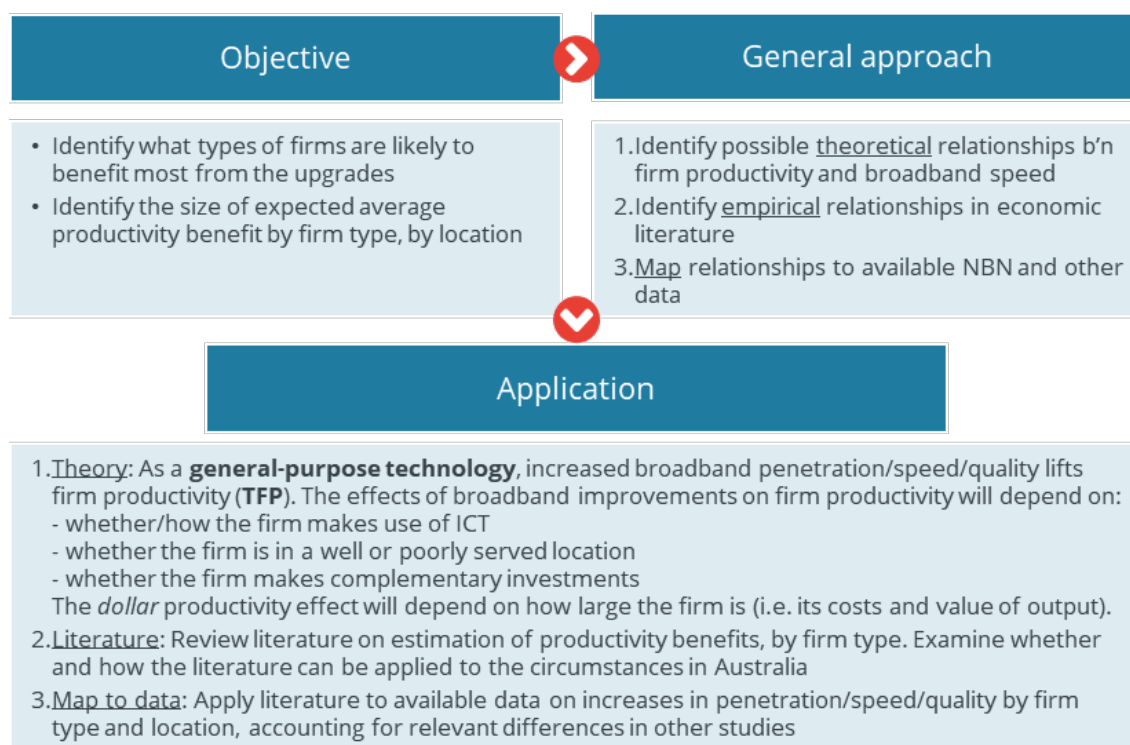 Objective
General approach
• Identify what types of firms are likely to
benefit most from the upgrades
• Identify the size of expected average
productivity benefit by firm type, by location
1.Identify possible theoretical relationships b'n
firm productivity and broadband speed
2.Identify empirical relationships in economic
literature
3.Map relationships to available NBN and other
data
Application
1.Theory: As a general-purpose technology, increased broadband penetration/speed/quality lifts
firm productivity (TFP). The effects of broadband improvements on firm productivity will depend on:
- whether/how the firm makes use of ICT
- whether the firm is in a well or poorly served location
- whether the firm makes complementary investments
The dollar productivity effect will depend on how large the firm is (i.e. its costs and value of output).
2.Literature: Review literature on estimation of productivity benefits, by firm type. Examine whether
and how the literature can be applied to the circumstances in Australia
3.Map to data: Apply literature to available data on increases in penetration/speed/quality by firm
type and location, accounting for relevant differences in other studies